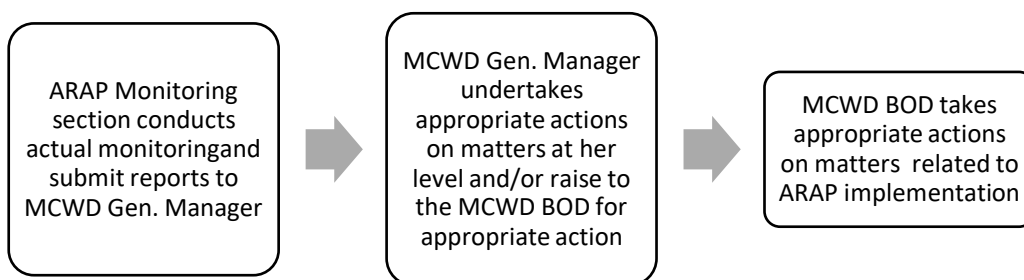 ARAP Monitoring
section conducts
actual monitoringand
submit reports to
MCWD Gen. Manager
MCWD Gen. Manager
undertakes
appropriate actions
on matters at her
level and/or raise to
the MCWD BOD for
appropriate action
MCWD BOD takes
appropriate actions
on matters  related to
ARAP implementation